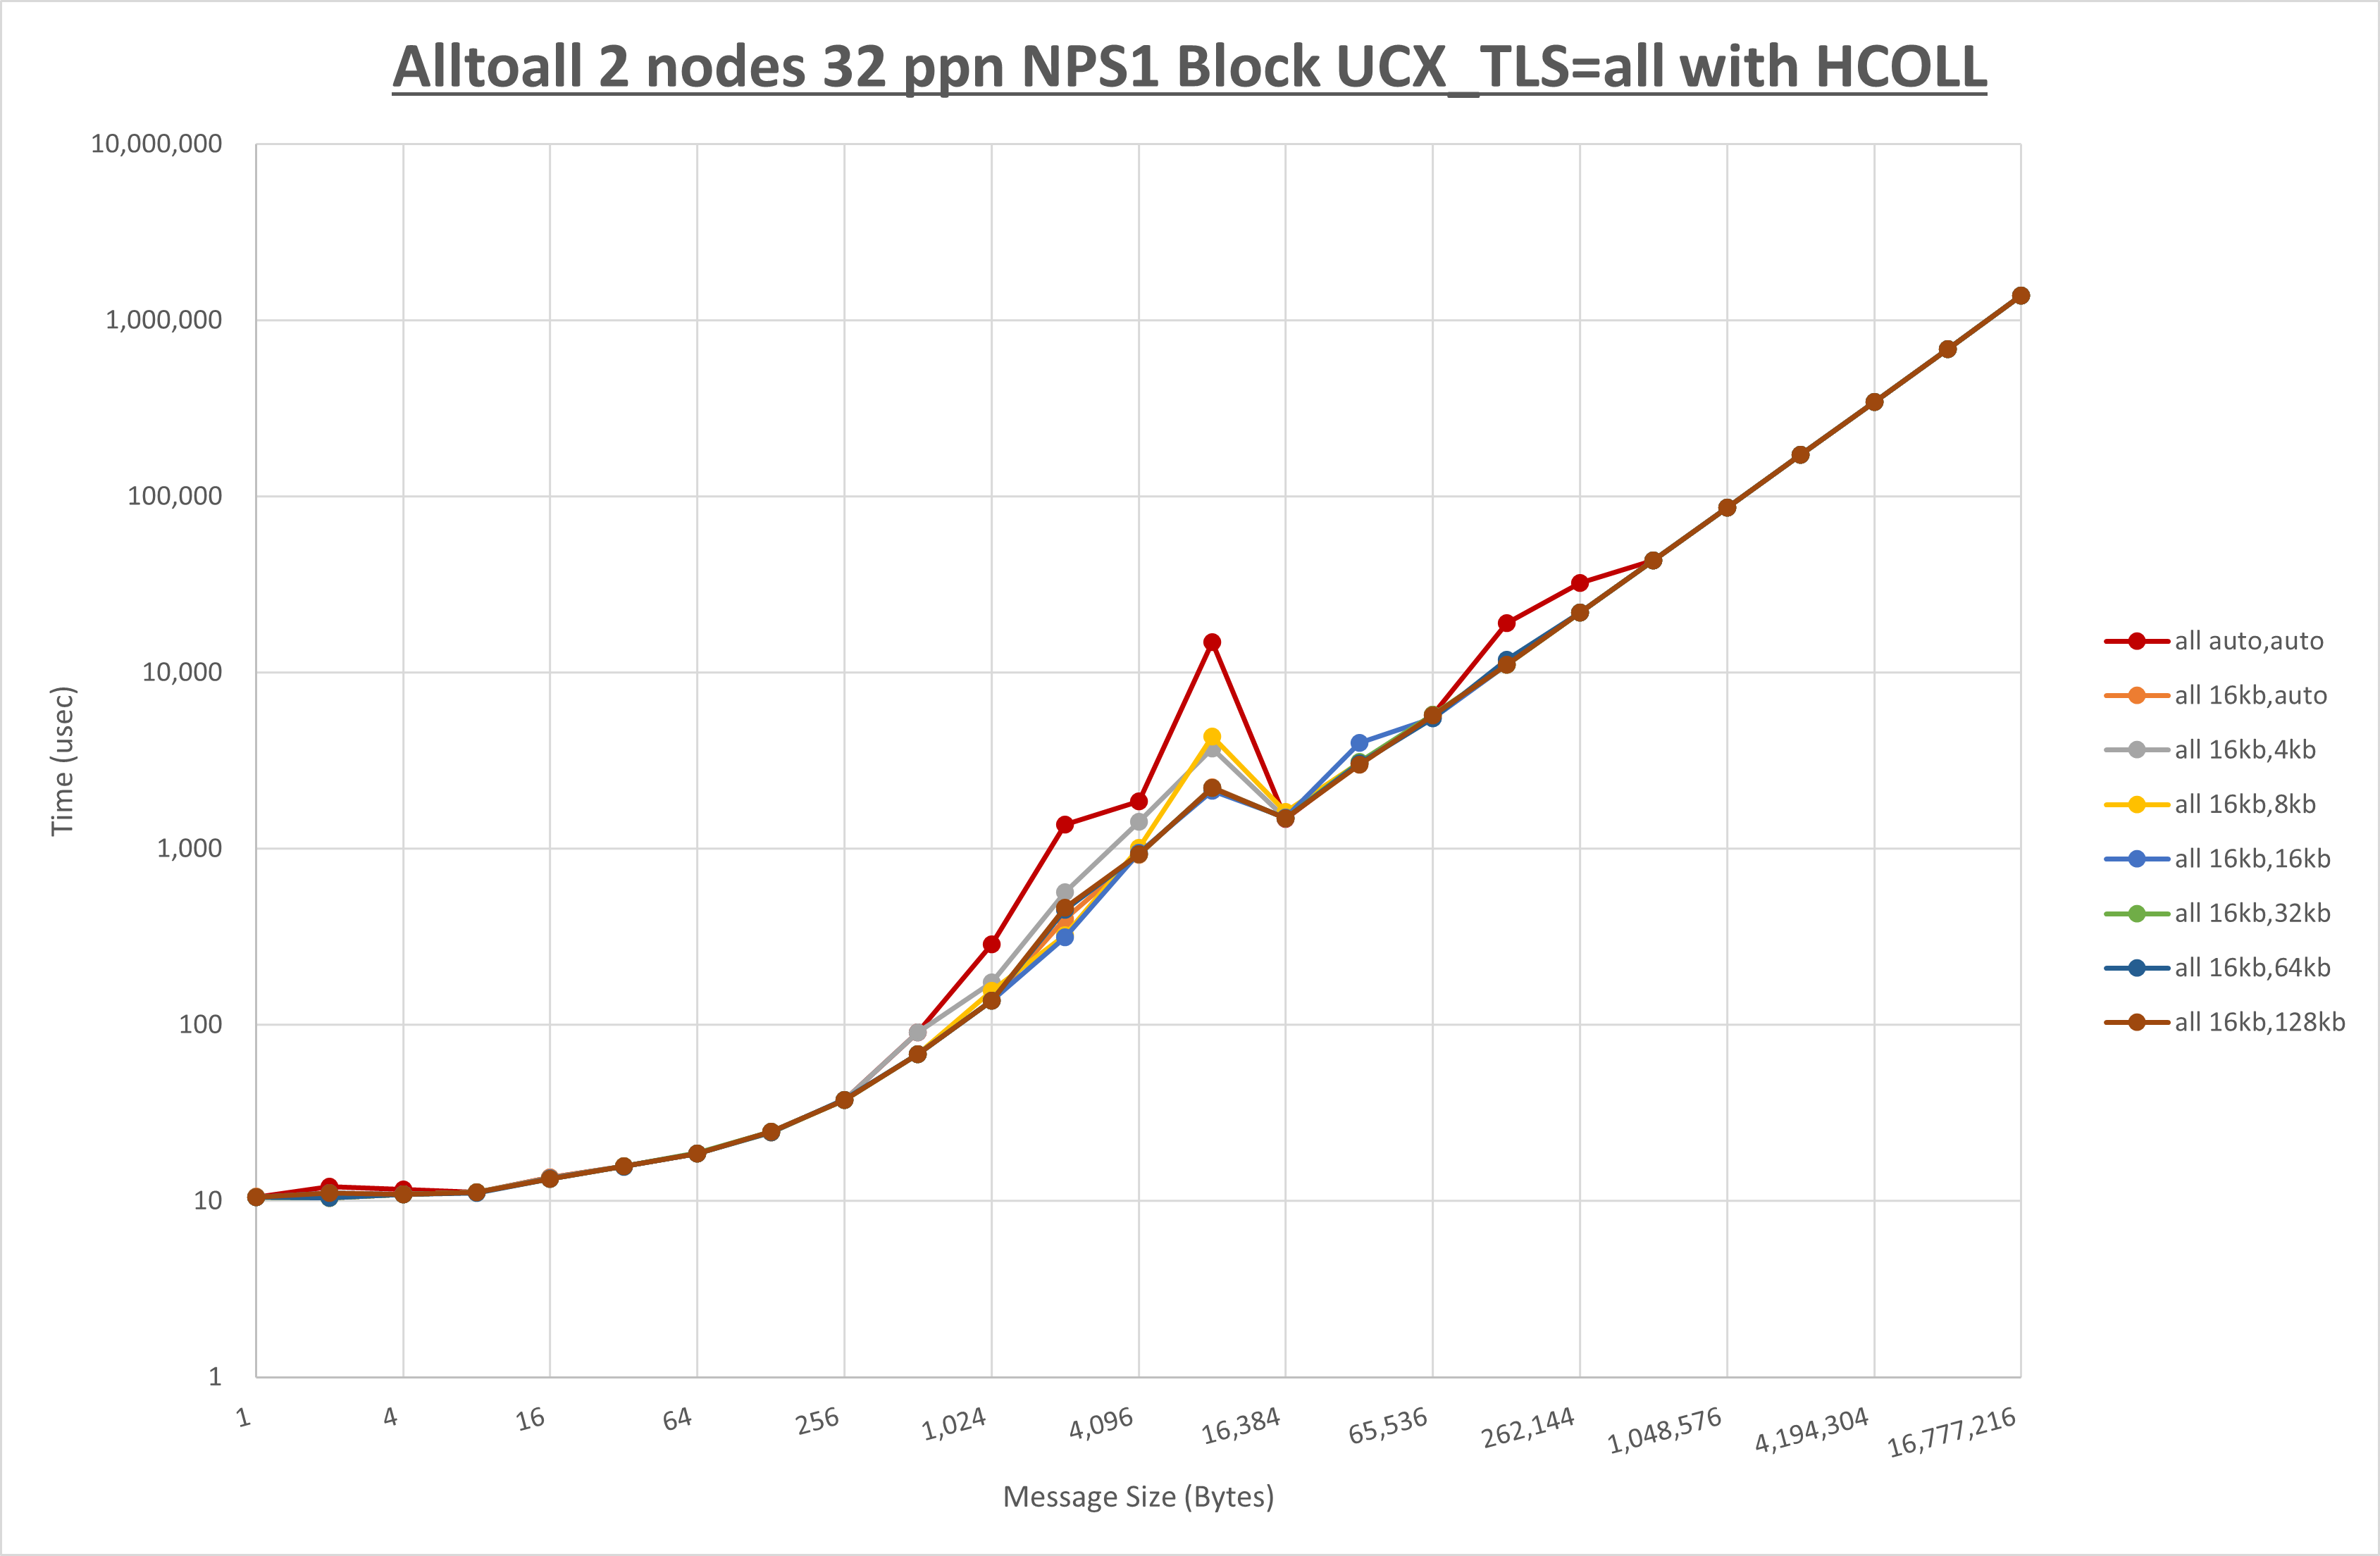 Alltoall 2 nodes 32 ppn NPS1 Block UCX_TLS=all with HCOLL
10,000,000
1,000,000
100,000
10,000
1,000
100
10
1
Time (usec)
1
4
16
64
256
1,024
4,096
16,384
65,536
262,144
1,048,576
4,194,304
16,777,216
Message Size (Bytes)
all auto,auto
all 16kb,auto
all 16kb,4kb
all 16kb,8kb
all 16kb,16kb
all 16kb,32kb
all 16kb,64kb
all 16kb,128kb